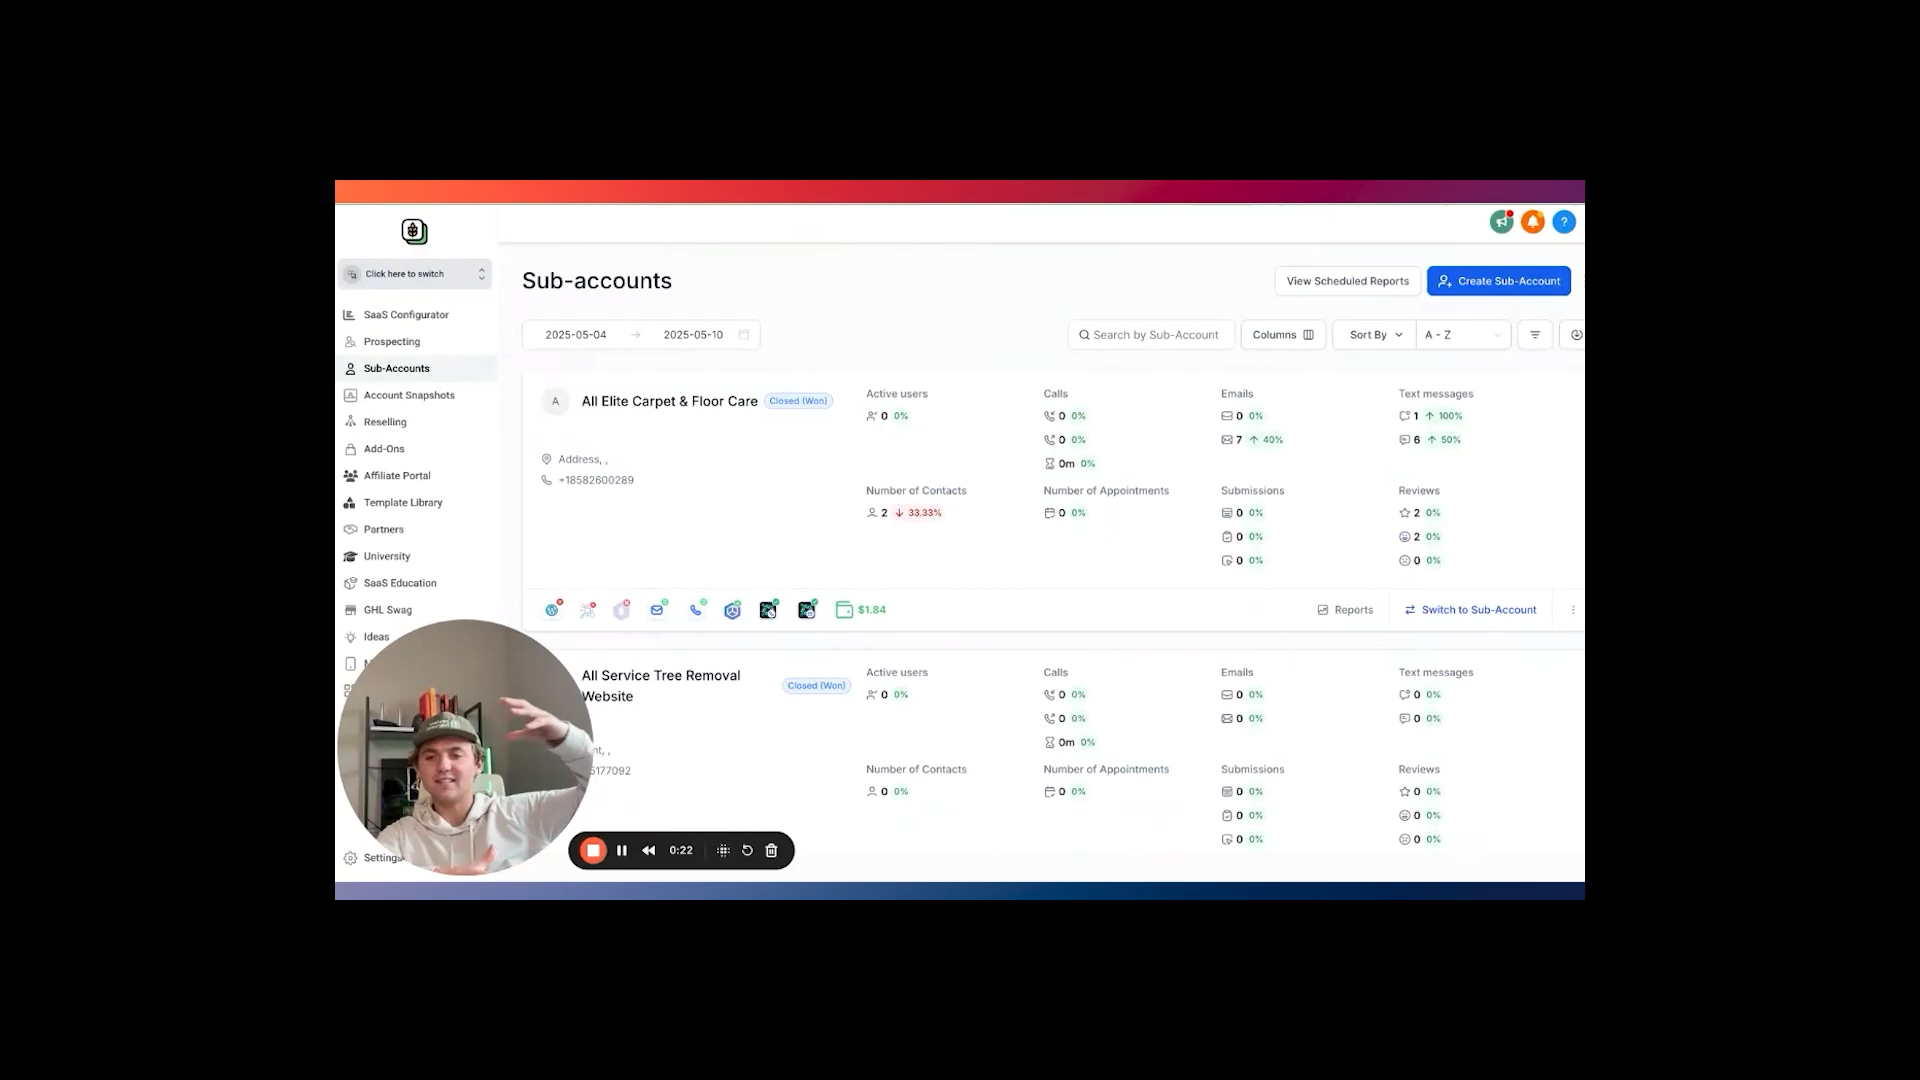 Click here to switch
SaaS Configurator
Prospecting
Sub-Accounts
Account Snapshots
Reselling
Add-Ons
Affiliate Portal
Template Library
Partners
University
SaaS Education
GHL Swag
Ideas
Settings
?
Sub-accounts
View Scheduled Reports
Create Sub-Account
2025-05-04 → 2025-05-10
Search by Sub-Account
Columns
Sort By
A - Z
A
All Elite Carpet & Floor Care
Closed (Won)
Address, ,
+18582600289
Active users
0 0%
Calls
0 0%
0 0%
0m 0%
Emails
0 0%
7 ↑ 40%
Text messages
1 ↑ 100%
6 ↑ 50%
Number of Contacts
2 ↓ 33.33%
Number of Appointments
0 0%
Submissions
0 0%
0 0%
0 0%
Reviews
2 0%
2 0%
0 0%
$1.84
Reports
Switch to Sub-Account
All Service Tree Removal
Website
Closed (Won)
nt, ,
5177092
Active users
0 0%
Calls
0 0%
0 0%
0m 0%
Emails
0 0%
0 0%
Text messages
0 0%
0 0%
Number of Contacts
0 0%
Number of Appointments
0 0%
Submissions
0 0%
0 0%
0 0%
Reviews
0 0%
0 0%
0 0%
0:22